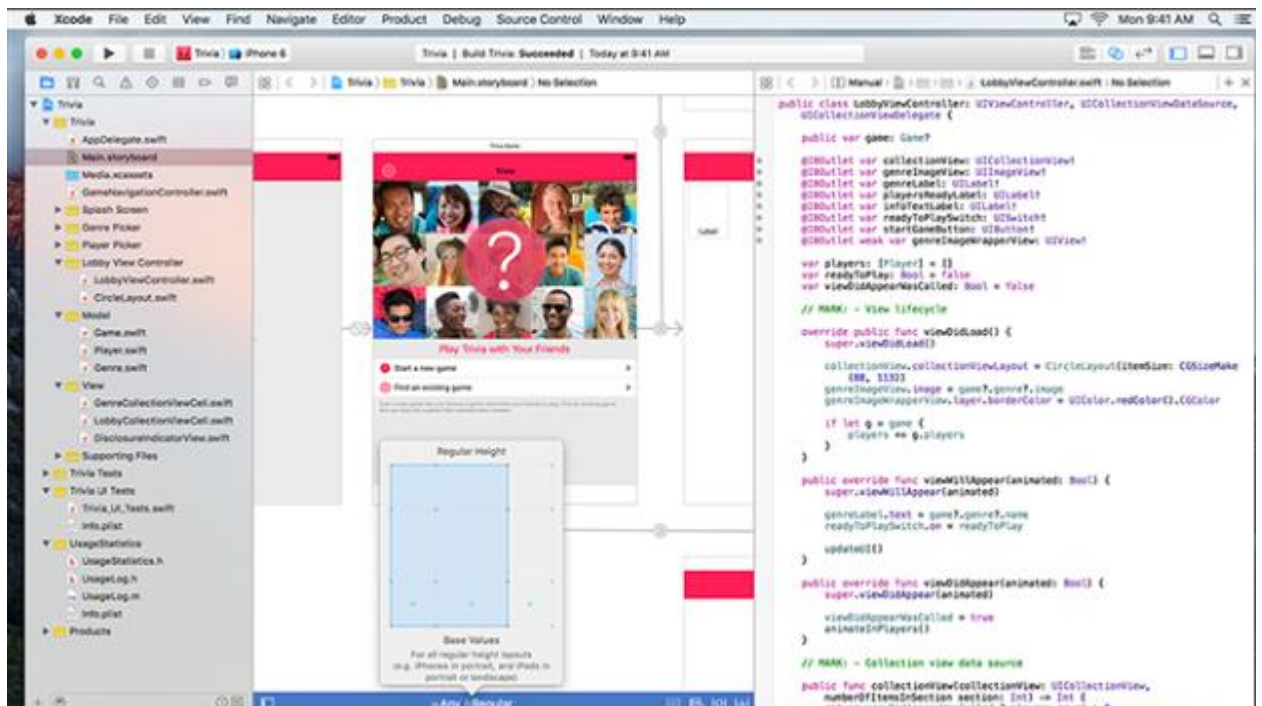 Xcode File Edit View Find Navigate Editor Product Debug Source Control Window Help
Mon 9:41 AM
Trivia iPhone 6
Trivia | Build Trivia: Succeeded | Today at 9:41 AM
Trivia
Trivia
AppDelegate.swift
Main.storyboard
Media.xcassets
GameNavigationController.swift
Splash Screen
Genre Picker
Player Picker
Lobby View Controller
LobbyViewController.swift
CircleLayout.swift
Model
Game.swift
Player.swift
Genre.swift
View
GenreCollectionViewCell.swift
LobbyCollectionViewCell.swift
DisclosureIndicatorView.swift
Supporting Files
Trivia Tests
Trivia UI Tests
Trivia_UI_Tests.swift
Info.plist
UsageStatistics
UsageStatistics.h
UsageLog.h
UsageLog.m
Info.plist
Products
Trivia Trivia Main.storyboard No Selection
Trivia
?
Play Trivia with Your Friends
Start a new game
Find an existing game
Label
Regular Height
Base Values
For all regular height layouts
(e.g. iPhones in portrait, and iPads in
portrait or landscape)
Any Regular
Manual LobbyViewController.swift No Selection
public class LobbyViewController: UIViewController, UICollectionViewDataSource,
UICollectionViewDelegate {
public var game: Game?
@IBOutlet var collectionView: UICollectionView!
@IBOutlet var genreImageView: UIImageView!
@IBOutlet var genreLabel: UILabel!
@IBOutlet var playersReadyLabel: UILabel!
@IBOutlet var infoTextLabel: UILabel!
@IBOutlet var readyToPlaySwitch: UISwitch!
@IBOutlet var startGameButton: UIButton!
@IBOutlet weak var genreImageWrapperView: UIView!
var players: [Player] = []
var readyToPlay: Bool = false
var viewDidAppearWasCalled: Bool = false
// MARK: - View lifecycle
override public func viewDidLoad() {
super.viewDidLoad()
collectionView.collectionViewLayout = CircleLayout(itemSize: CGSizeMake
(88, 113))
genreImageView.image = game?.genre?.image
genreImageWrapperView.layer.borderColor = UIColor.redColor().CGColor
if let g = game {
players += g.players
}
}
public override func viewWillAppear(animated: Bool) {
super.viewWillAppear(animated)
genreLabel.text = game?.genre?.name
readyToPlaySwitch.on = readyToPlay
updateUI()
}
public override func viewDidAppear(animated: Bool) {
super.viewDidAppear(animated)
viewDidAppearWasCalled = true
animateInPlayers()
}
// MARK: - Collection view data source
public func collectionView(collectionView: UICollectionView,
numberOfItemsInSection section: Int) -> Int {